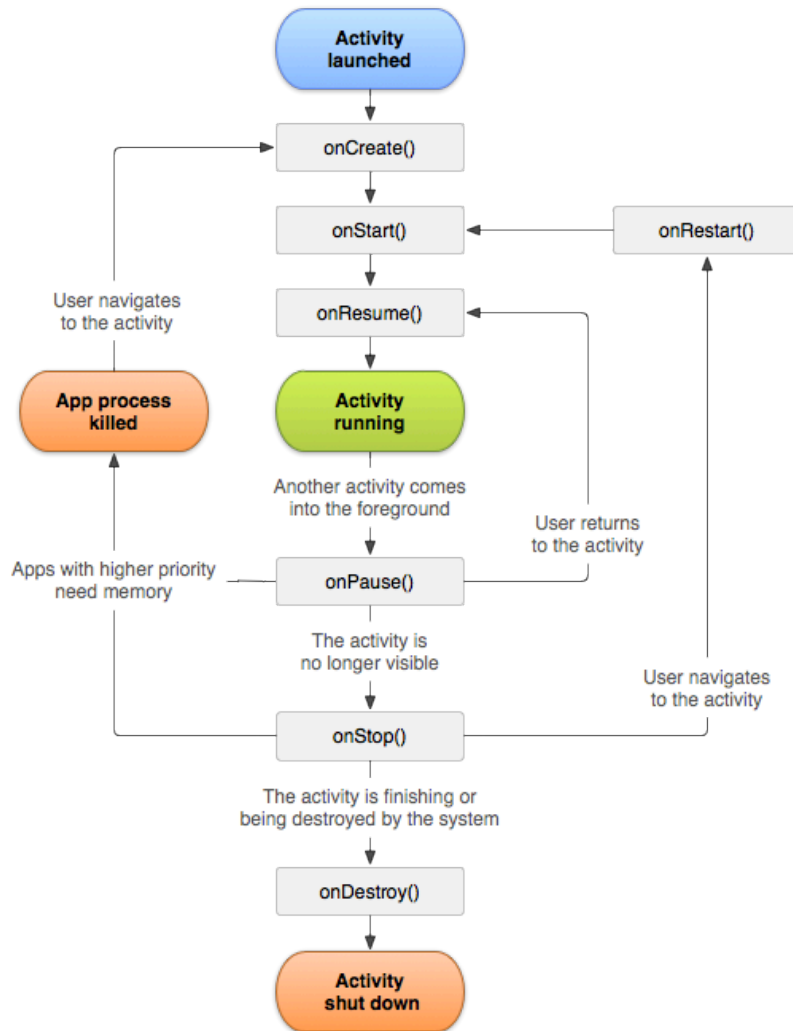 Activity
launched
onCreate()
onStart()
onRestart()
User navigates
to the activity
onResume()
App process
killed
Activity
running
Another activity comes
into the foreground
User returns
to the activity
Apps with higher priority
need memory
onPause()
The activity is
no longer visible
User navigates
to the activity
onStop()
The activity is finishing or
being destroyed by the system
onDestroy()
Activity
shut down